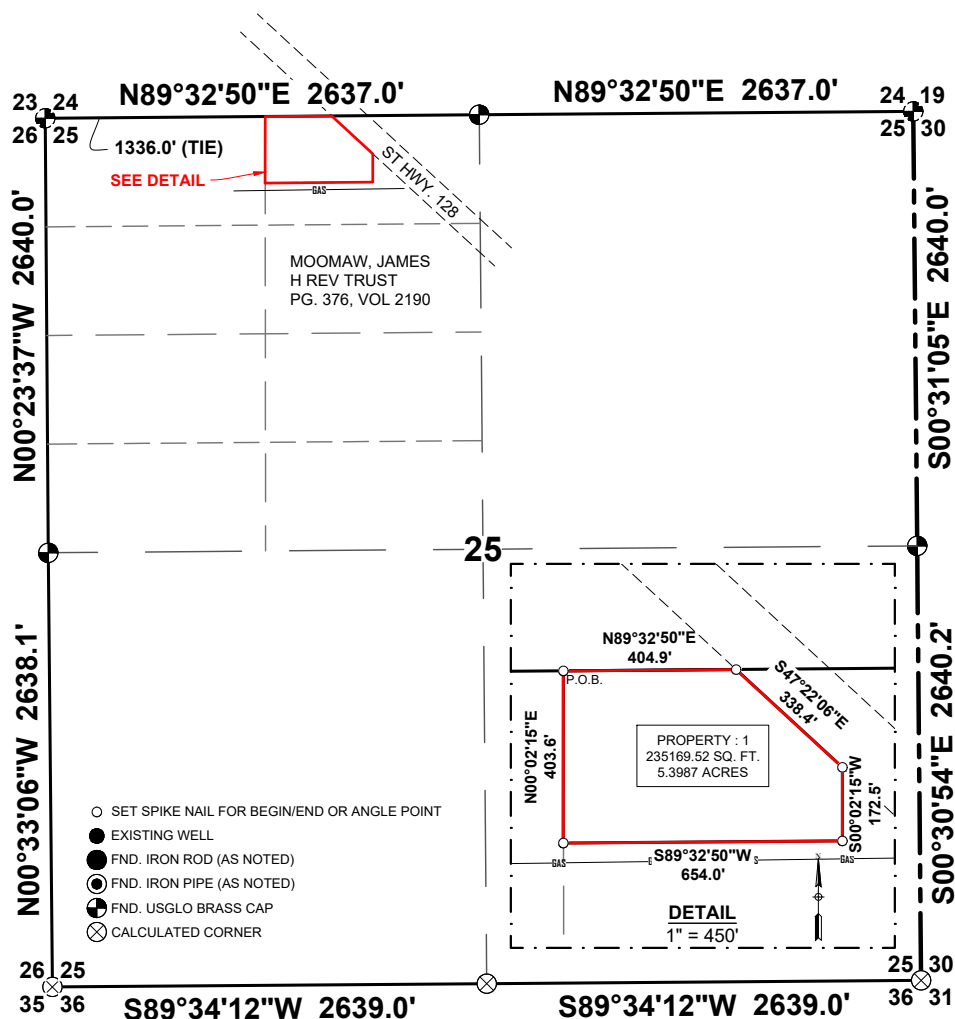 N89°32'50"E 2637.0'
N89°32'50"E 2637.0'
23 24
26 25
24 19
25 30
1336.0' (TIE)
SEE DETAIL
GAS
ST HWY. 128
MOOMAW, JAMES
H REV TRUST
PG. 376, VOL 2190
N00°23'37"W 2640.0'
S00°31'05"E 2640.0'
25
N00°33'06"W 2638.1'
S00°30'54"E 2640.2'
N89°32'50"E
404.9'
P.O.B.
S47°22'06"E
338.4'
N00°02'15"E
403.6'
PROPERTY : 1
235169.52 SQ. FT.
5.3987 ACRES
S00°02'15"W
172.5'
S89°32'50"W
654.0'
GAS
GAS
DETAIL
1" = 450'
SET SPIKE NAIL FOR BEGIN/END OR ANGLE POINT
EXISTING WELL
FND. IRON ROD (AS NOTED)
FND. IRON PIPE (AS NOTED)
FND. USGLO BRASS CAP
CALCULATED CORNER
26 25
35 36
25 30
36 31
S89°34'12"W 2639.0'
S89°34'12"W 2639.0'